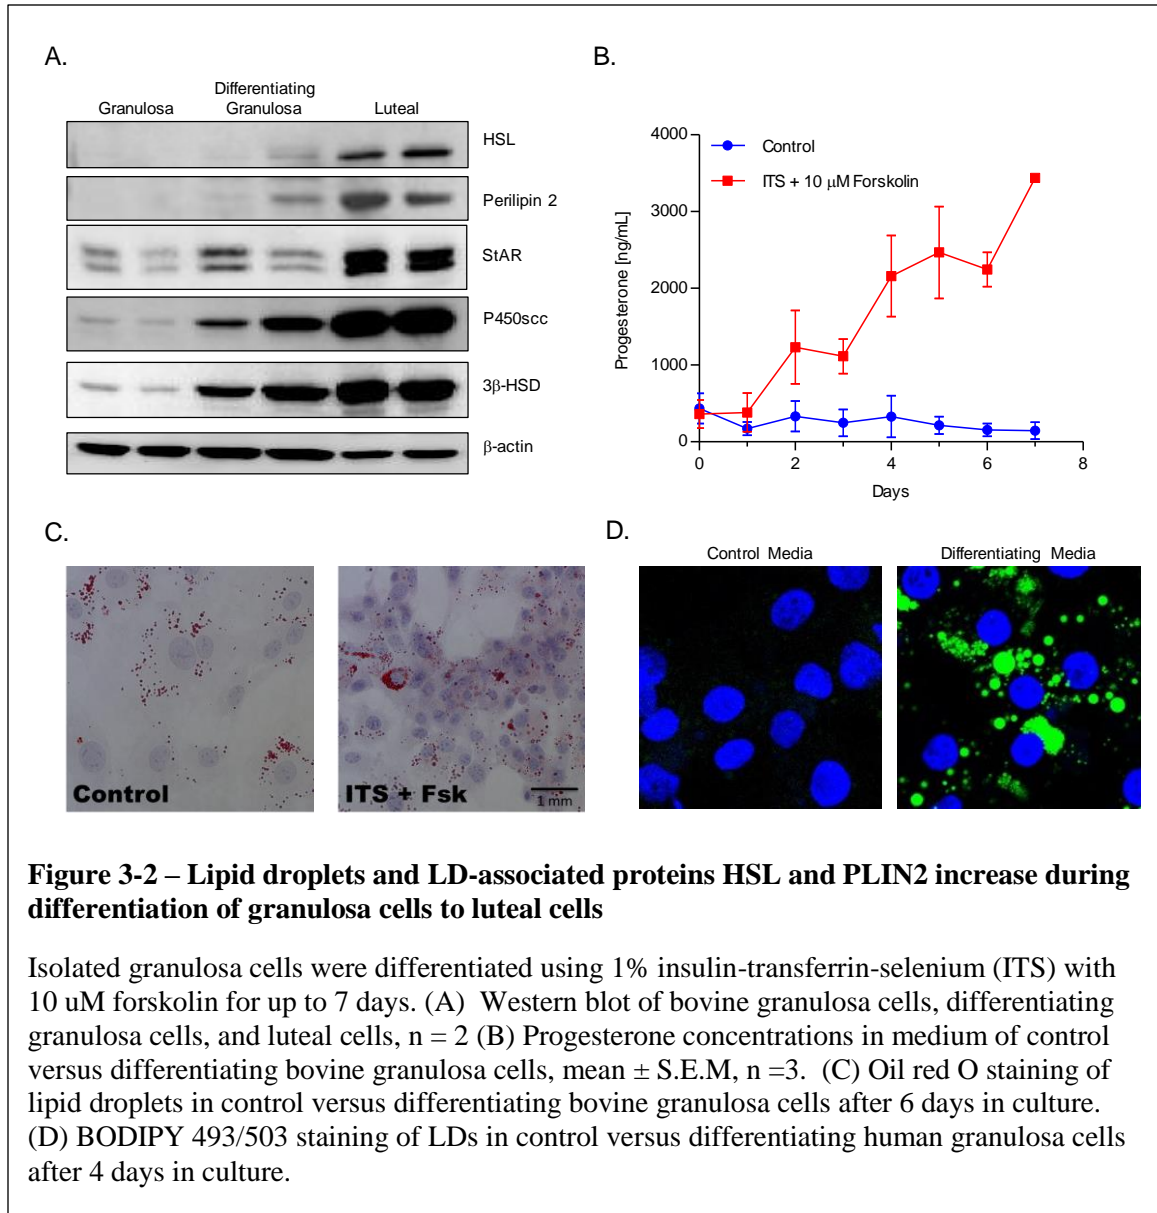 A.
Granulosa
Differentiating
Granulosa
Luteal
HSL
Perilipin 2
StAR
P450scc
3β-HSD
β-actin
B.
Control
ITS + 10 μM Forskolin
Progesterone [ng/mL]
4000
3000
2000
1000
0
0 2 4 6 8
Days
C.
Control
ITS + Fsk
1 mm
D.
Control Media
Differentiating Media
Figure 3-2 – Lipid droplets and LD-associated proteins HSL and PLIN2 increase during
differentiation of granulosa cells to luteal cells
Isolated granulosa cells were differentiated using 1% insulin-transferrin-selenium (ITS) with
10 uM forskolin for up to 7 days. (A) Western blot of bovine granulosa cells, differentiating
granulosa cells, and luteal cells, n = 2 (B) Progesterone concentrations in medium of control
versus differentiating bovine granulosa cells, mean ± S.E.M, n =3. (C) Oil red O staining of
lipid droplets in control versus differentiating bovine granulosa cells after 6 days in culture.
(D) BODIPY 493/503 staining of LDs in control versus differentiating human granulosa cells
after 4 days in culture.